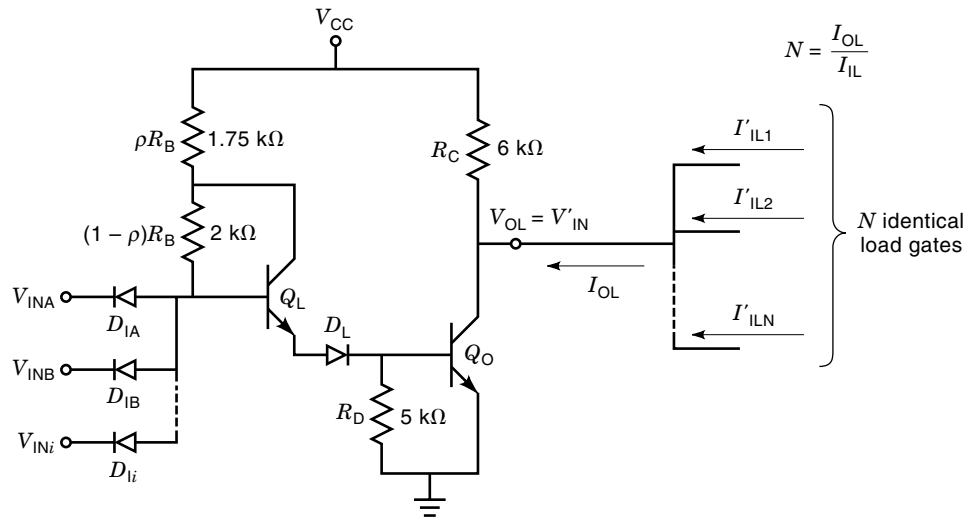 V_CC
N = I_OL / I_IL
ρR_B 1.75 kΩ
R_C 6 kΩ
I'_IL1
(1 − ρ)R_B 2 kΩ
V_OL = V'_IN
I'_IL2
N identical
load gates
I_OL
V_INA
D_IA
Q_L
D_L
I'_ILN
V_INB
D_IB
Q_O
R_D 5 kΩ
V_INi
D_Ii